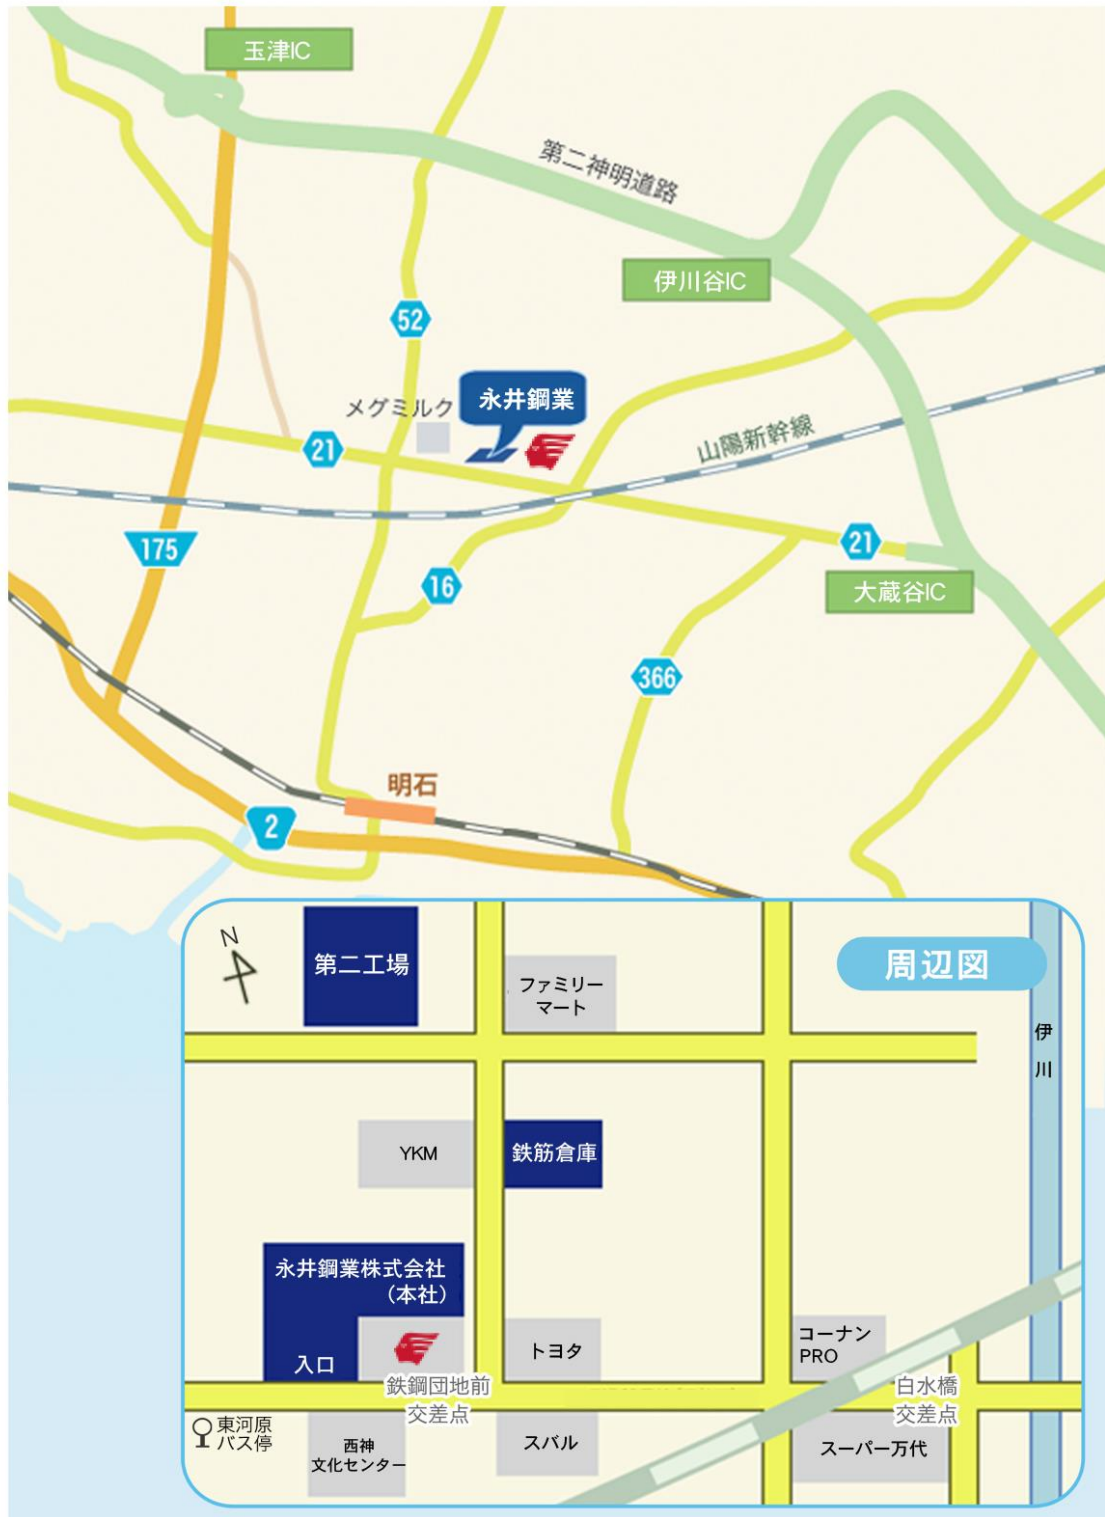 玉津IC
第二神明道路
伊川谷IC
52
メグミルク
永井鋼業
山陽新幹線
21
175
21
16
大蔵谷IC
366
明石
2
N
第二工場
ファミリー
マート
周辺図
伊
川
YKM
鉄筋倉庫
永井鋼業株式会社
（本社）
入口
トヨタ
コーナン
PRO
鉄鋼団地前
交差点
白水橋
交差点
東河原
バス停
西神
文化センター
スバル
スーパー万代